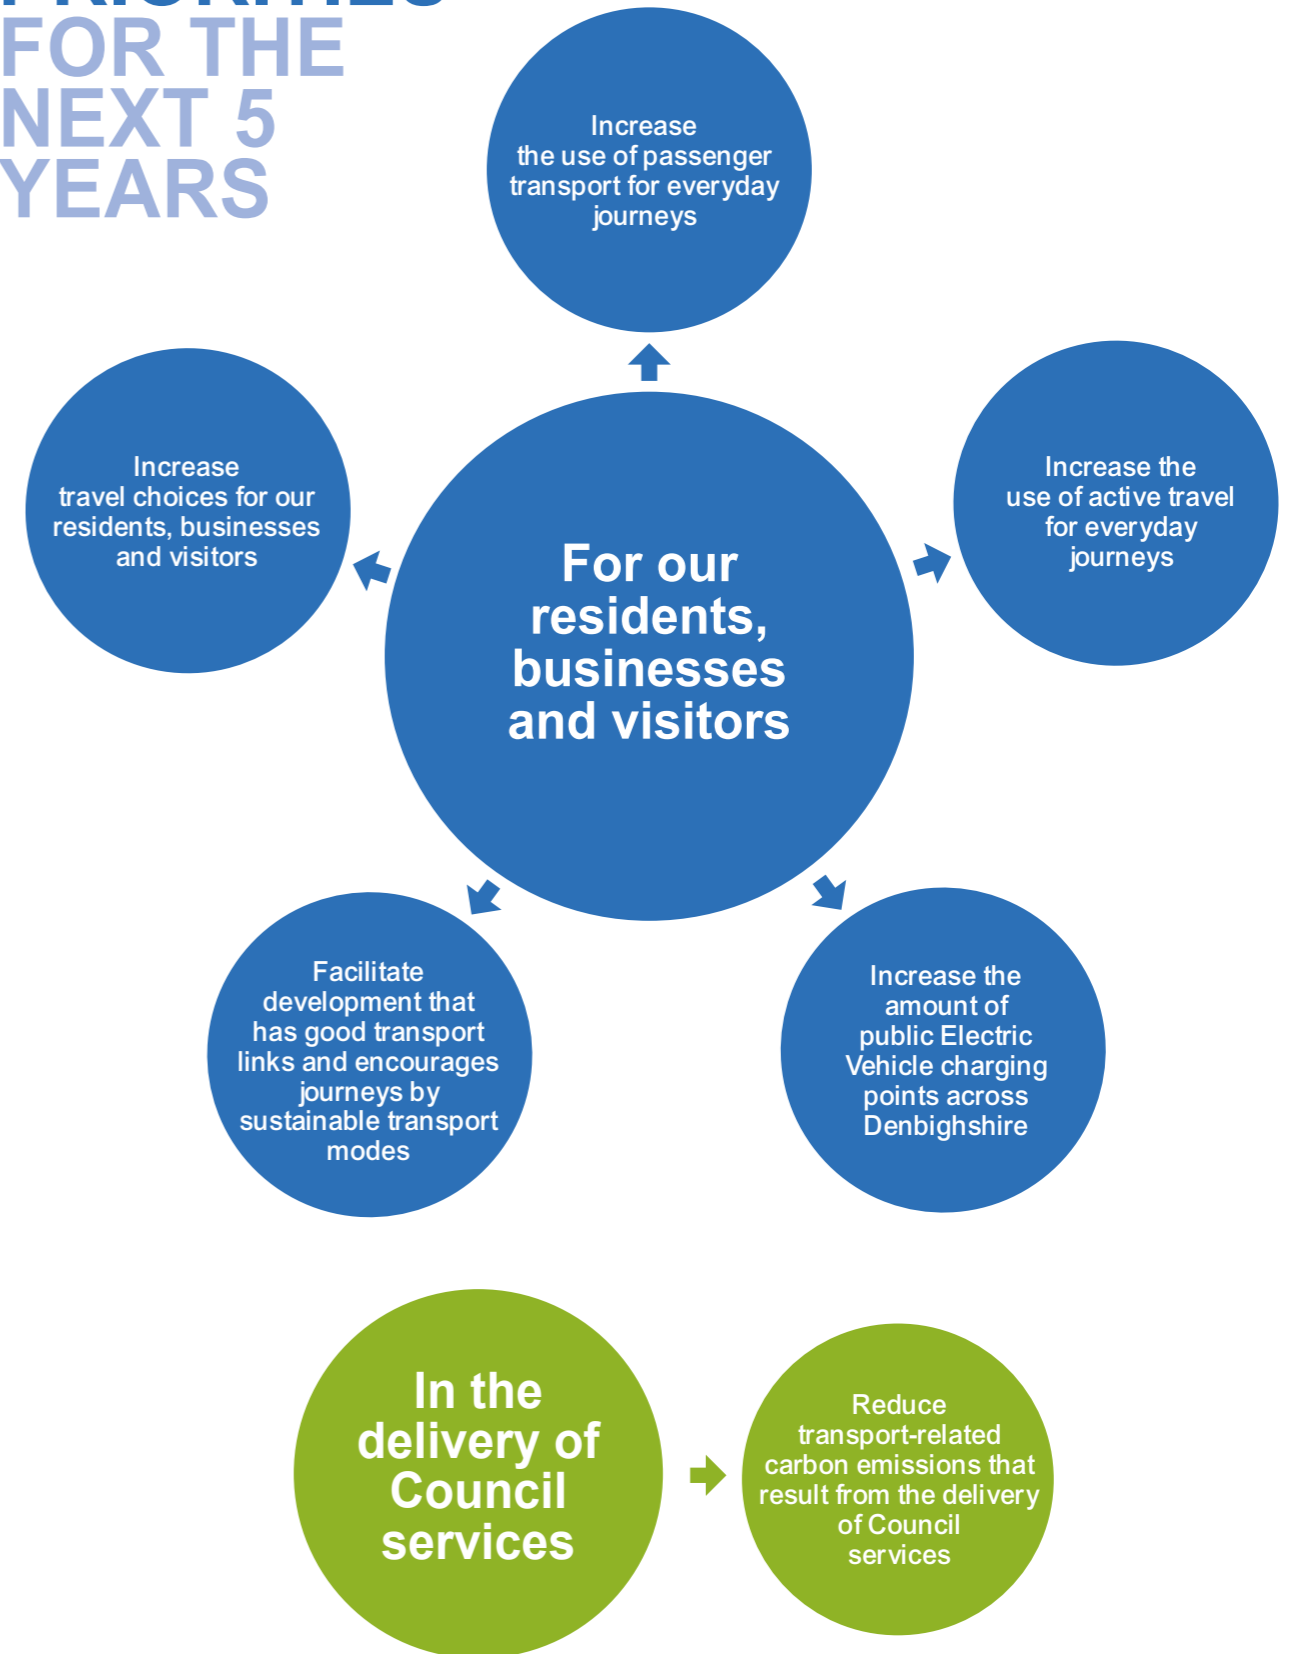 PRIORITIES
FOR THE
NEXT 5
YEARS
Increase
the use of passenger
transport for everyday
journeys
Increase
travel choices for our
residents, businesses
and visitors
Increase the
use of active travel
for everyday
journeys
For our
residents,
businesses
and visitors
Facilitate
development that
has good transport
links and encourages
journeys by
sustainable transport
modes
Increase the
amount of
public Electric
Vehicle charging
points across
Denbighshire
In the
delivery of
Council
services
Reduce
transport-related
carbon emissions that
result from the delivery
of Council
services